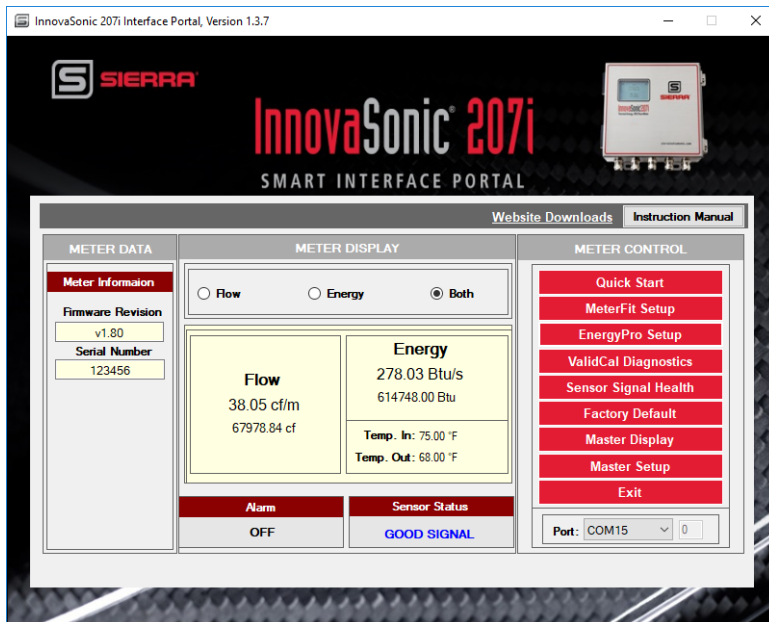 InnovaSonic 207i Interface Portal, Version 1.3.7
SIERRA
InnovaSonic® 207i
SMART INTERFACE PORTAL
SIERRA
Website Downloads
Instruction Manual
METER DATA
Meter Informaion
Firmware Revision
v1.80
Serial Number
123456
METER DISPLAY
Flow Energy Both
Flow
38.05 cf/m
67978.84 cf
Energy
278.03 Btu/s
614748.00 Btu
Temp. In: 75.00 °F
Temp. Out: 68.00 °F
Alarm
OFF
Sensor Status
GOOD SIGNAL
METER CONTROL
Quick Start
MeterFit Setup
EnergyPro Setup
ValidCal Diagnostics
Sensor Signal Health
Factory Default
Master Display
Master Setup
Exit
Port: COM15 0